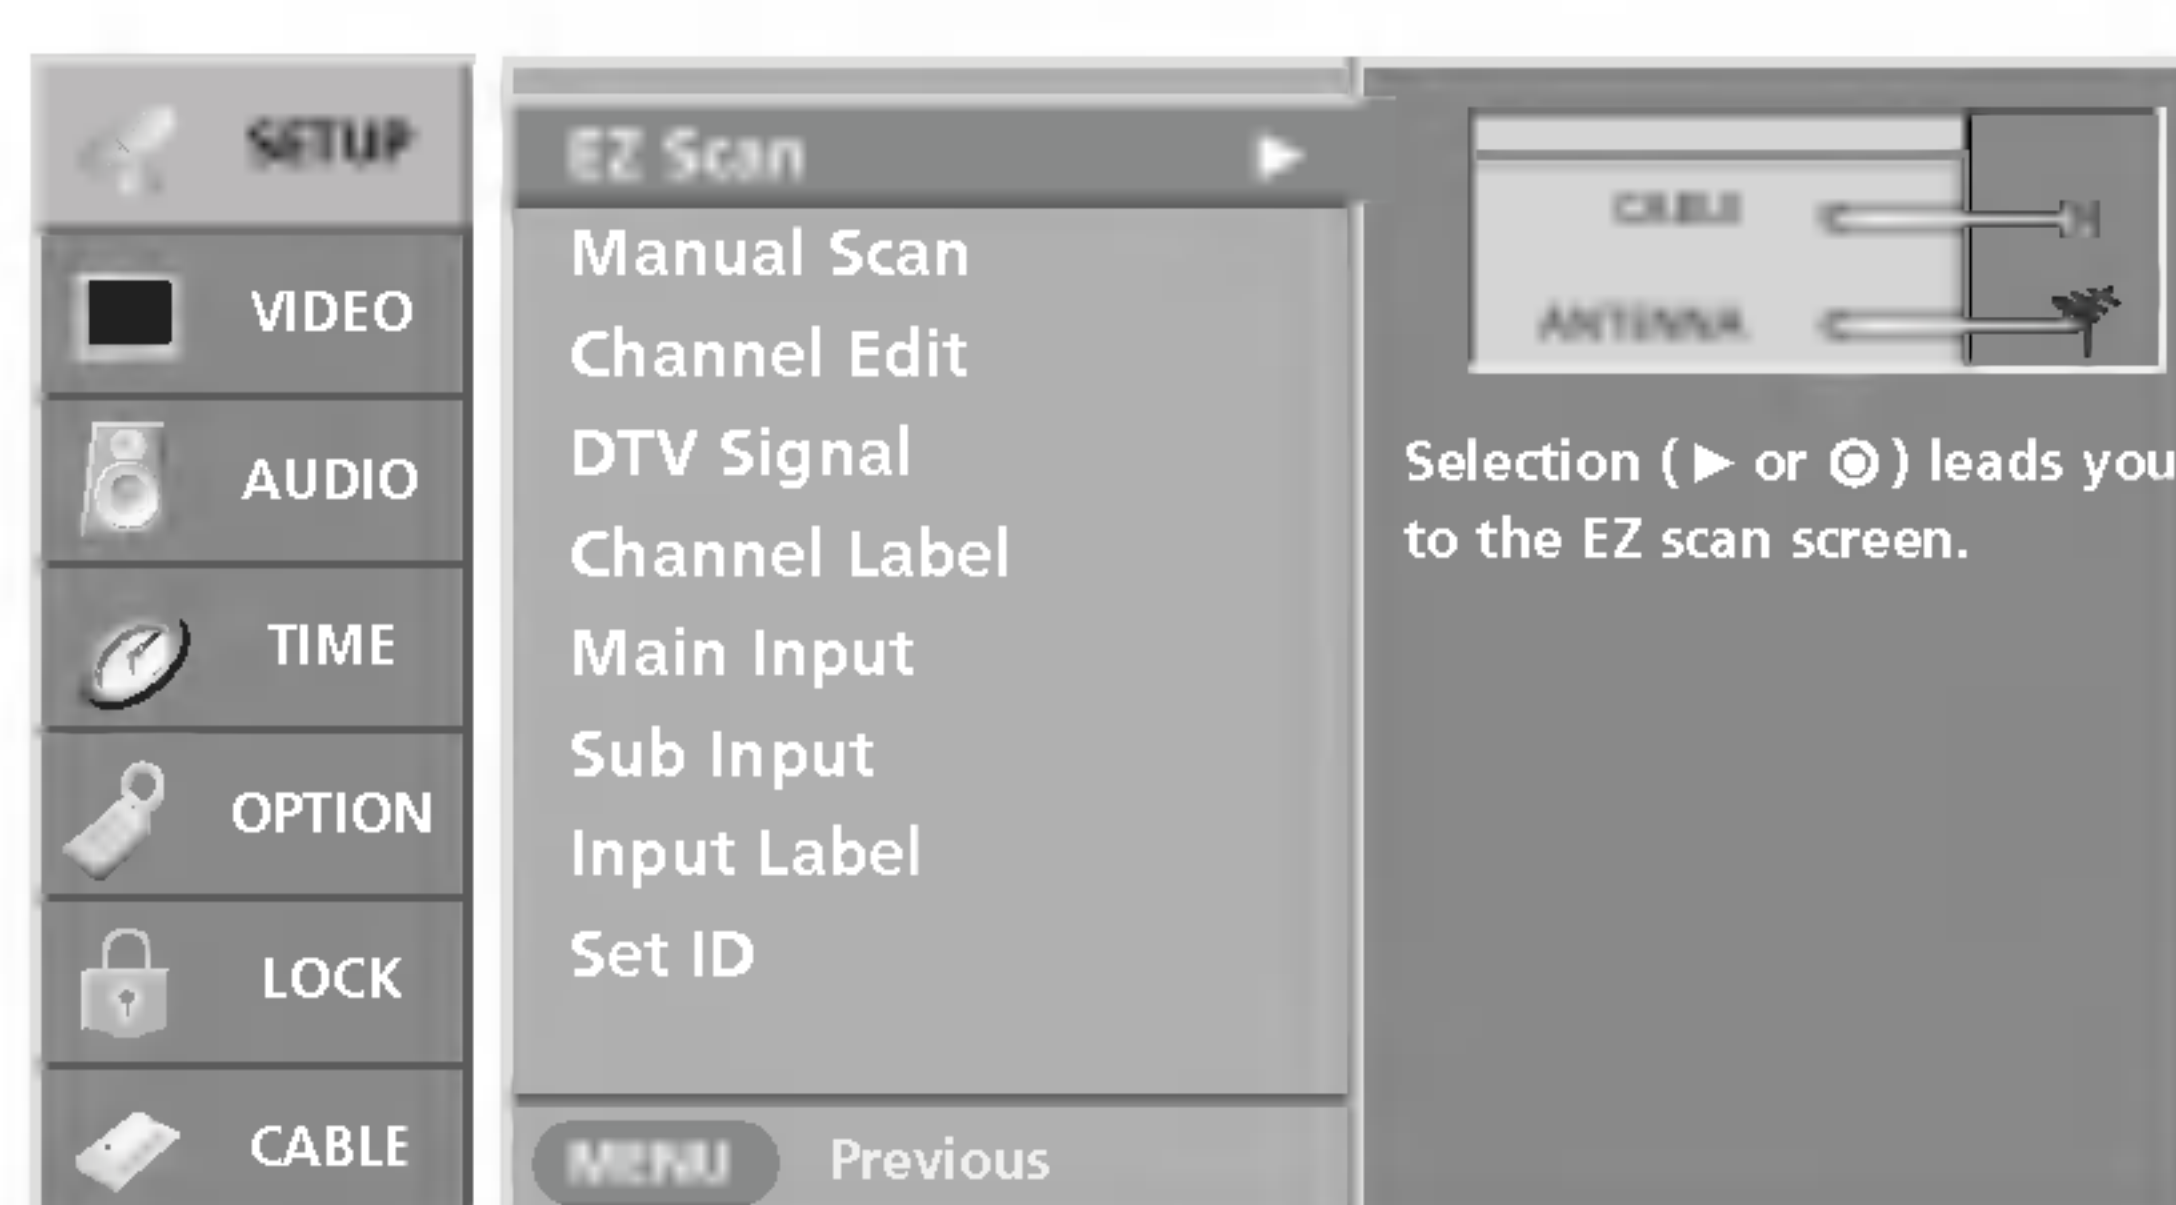 SETUP
VIDEO
AUDIO
TIME
OPTION
LOCK
CABLE
EZ Scan ▶
Manual Scan
Channel Edit
DTV Signal
Channel Label
Main Input
Sub Input
Input Label
Set ID
MENU Previous
CABLE
ANTENNA
Selection ( ▶ or ◉ ) leads you
to the EZ scan screen.